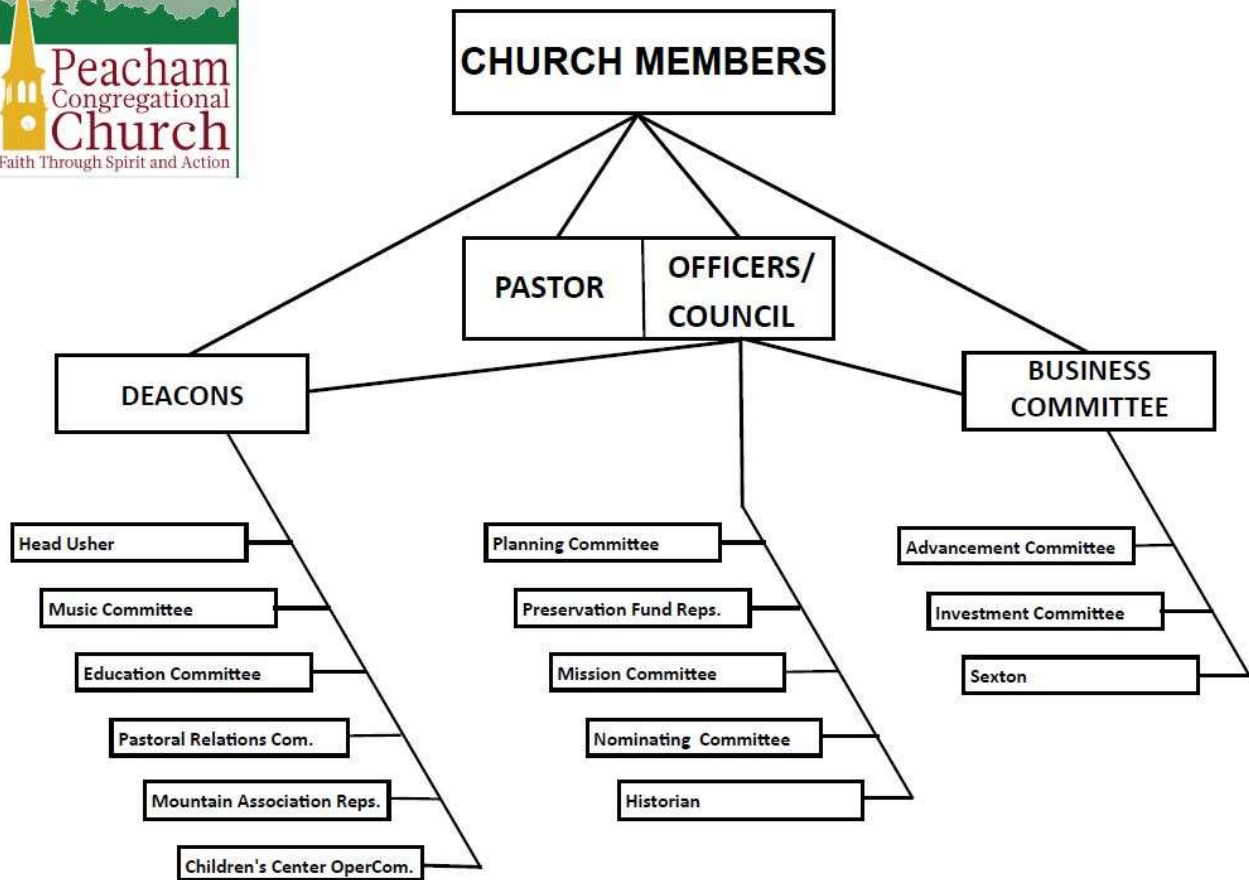 Peacham
Congregational
Church
Faith Through Spirit and Action
CHURCH MEMBERS
PASTOR
OFFICERS/
COUNCIL
DEACONS
BUSINESS
COMMITTEE
Head Usher
Music Committee
Education Committee
Pastoral Relations Com.
Mountain Association Reps.
Children's Center OperCom.
Planning Committee
Preservation Fund Reps.
Mission Committee
Nominating Committee
Historian
Advancement Committee
Investment Committee
Sexton